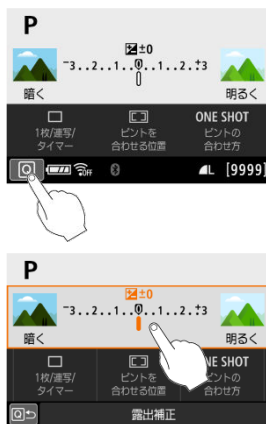 P
±0
-3..2..1..0..1..2..+3
暗く
明るく
1枚/連写/
タイマー
ピントを
合わせる位置
ONE SHOT
ピントの
合わせ方
Q
OFF
L [9999]
P
±0
-3..2..1..0..1..2..+3
暗く
明るく
1枚/連写/
タイマー
ピントを
合わせる位置
NE SHOT
ピントの
合わせ方
Q
露出補正